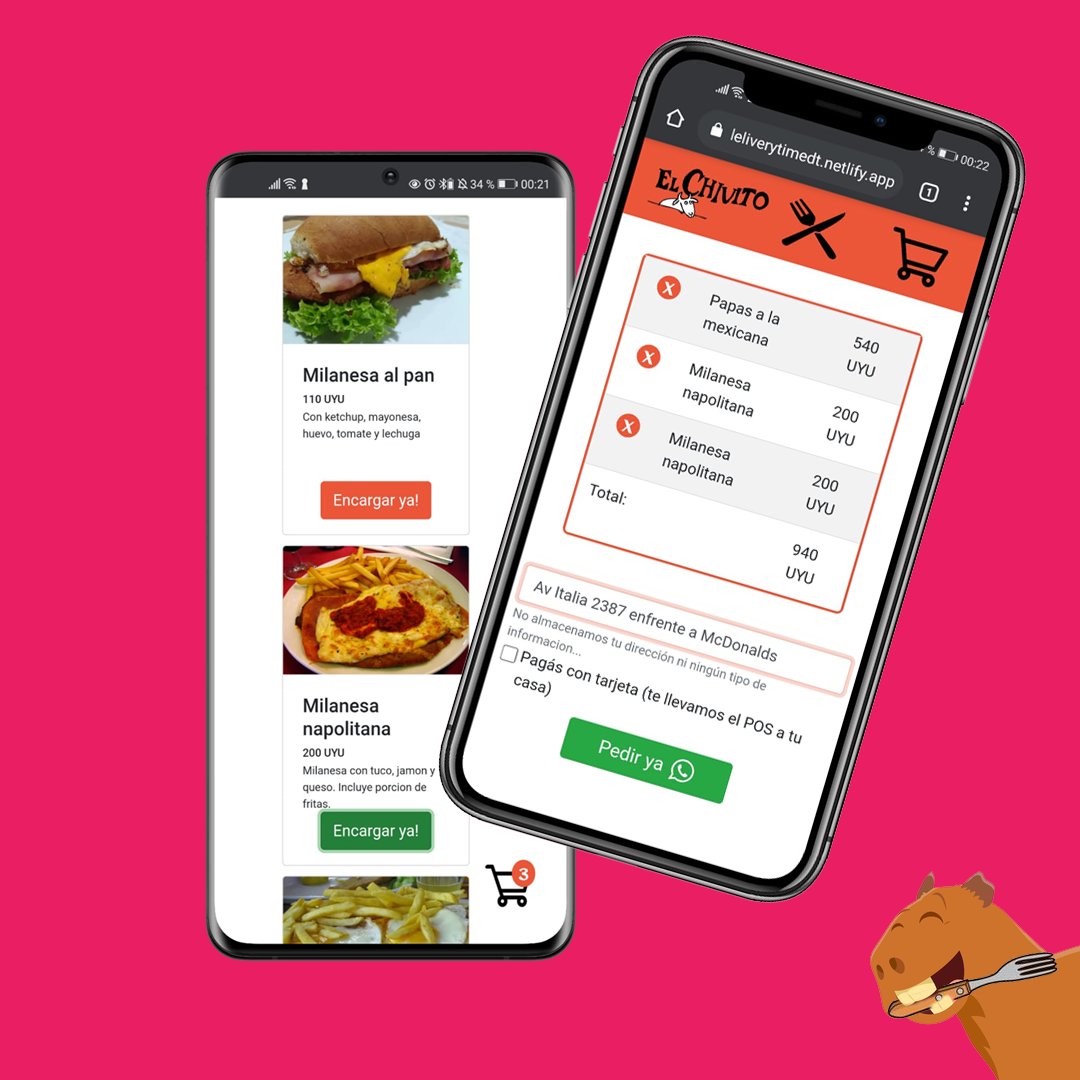 34 % 00:21
Milanesa al pan
110 UYU
Con ketchup, mayonesa,
huevo, tomate y lechuga
Encargar ya!
Milanesa
napolitana
200 UYU
Milanesa con tuco, jamon y
queso. Incluye porcion de
fritas.
Encargar ya!
3
% 00:22
leliverytimedt.netlify.app
1
EL CHIVITO
X
Papas a la
mexicana
540
UYU
X
Milanesa
napolitana
200
UYU
X
Milanesa
napolitana
200
UYU
Total:
940
UYU
Av Italia 2387 enfrente a McDonalds
No almacenamos tu dirección ni ningún tipo de
informacion...
Pagás con tarjeta (te llevamos el POS a tu
casa)
Pedir ya